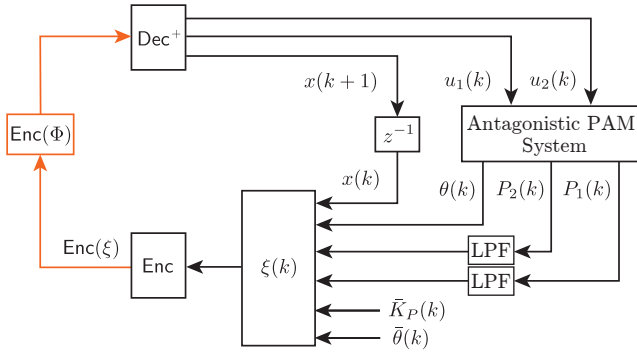 Dec⁺
x(k + 1)
u₁(k)
u₂(k)
Enc(Φ)
z⁻¹
Antagonistic PAM
System
x(k)
θ(k)
P₂(k)
P₁(k)
Enc(ξ)
Enc
ξ(k)
LPF
LPF
K̄_P(k)
θ̄(k)